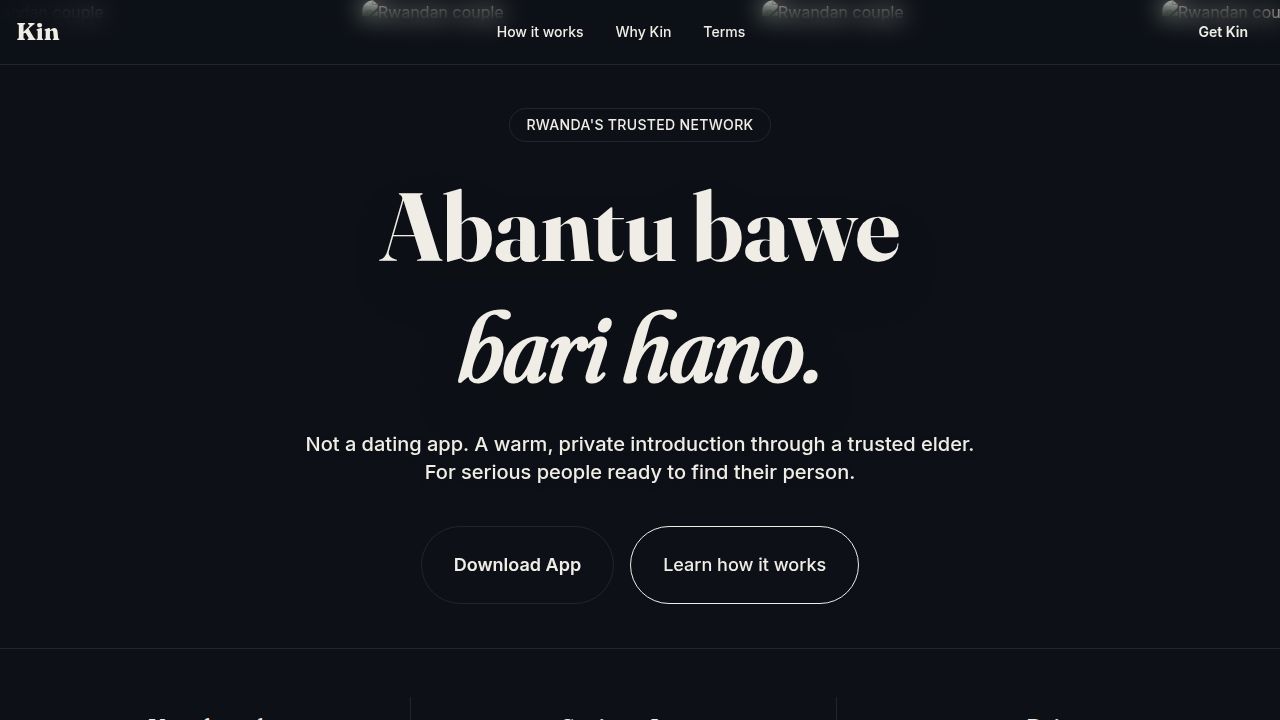 Rwandan couple
Rwandan couple
Kin
How it works
Why Kin
Terms
Get Kin
RWANDA'S TRUSTED NETWORK
Abantu bawe
bari hano.
Not a dating app. A warm, private introduction through a trusted elder.
For serious people ready to find their person.
Download App
Learn how it works